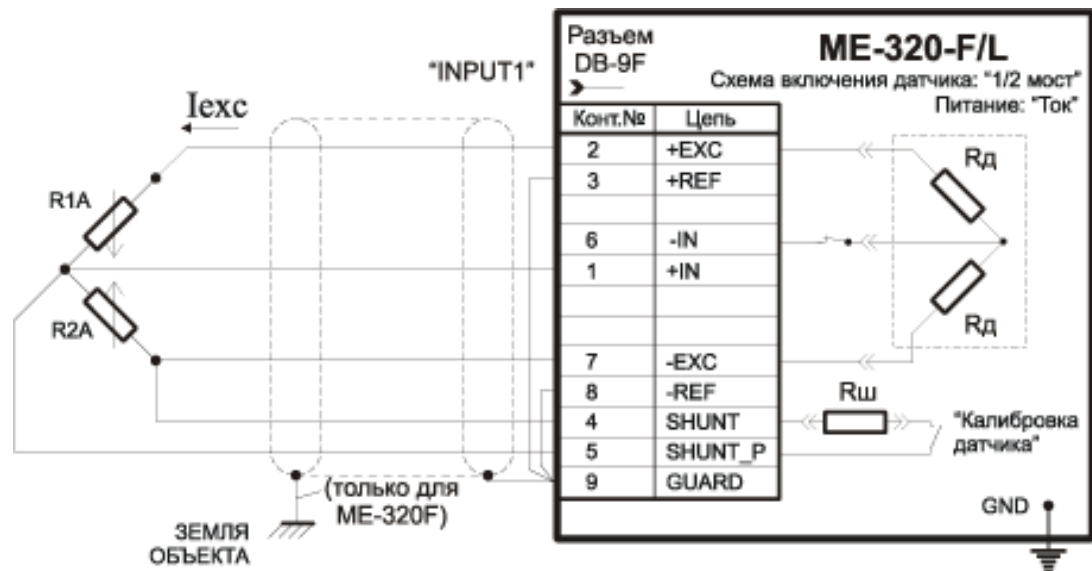 Разъем
DB-9F
ME-320-F/L
"INPUT1"
Схема включения датчика: "1/2 мост"
Питание: "Ток"
Iexc
Конт.№ Цепь
2 +EXC
3 +REF
6 -IN
1 +IN
7 -EXC
8 -REF
4 SHUNT
5 SHUNT_P
9 GUARD
R1A
R2A
Rд
Rд
Rш
"Калибровка
датчика"
(только для
ME-320F)
GND
ЗЕМЛЯ
ОБЪЕКТА